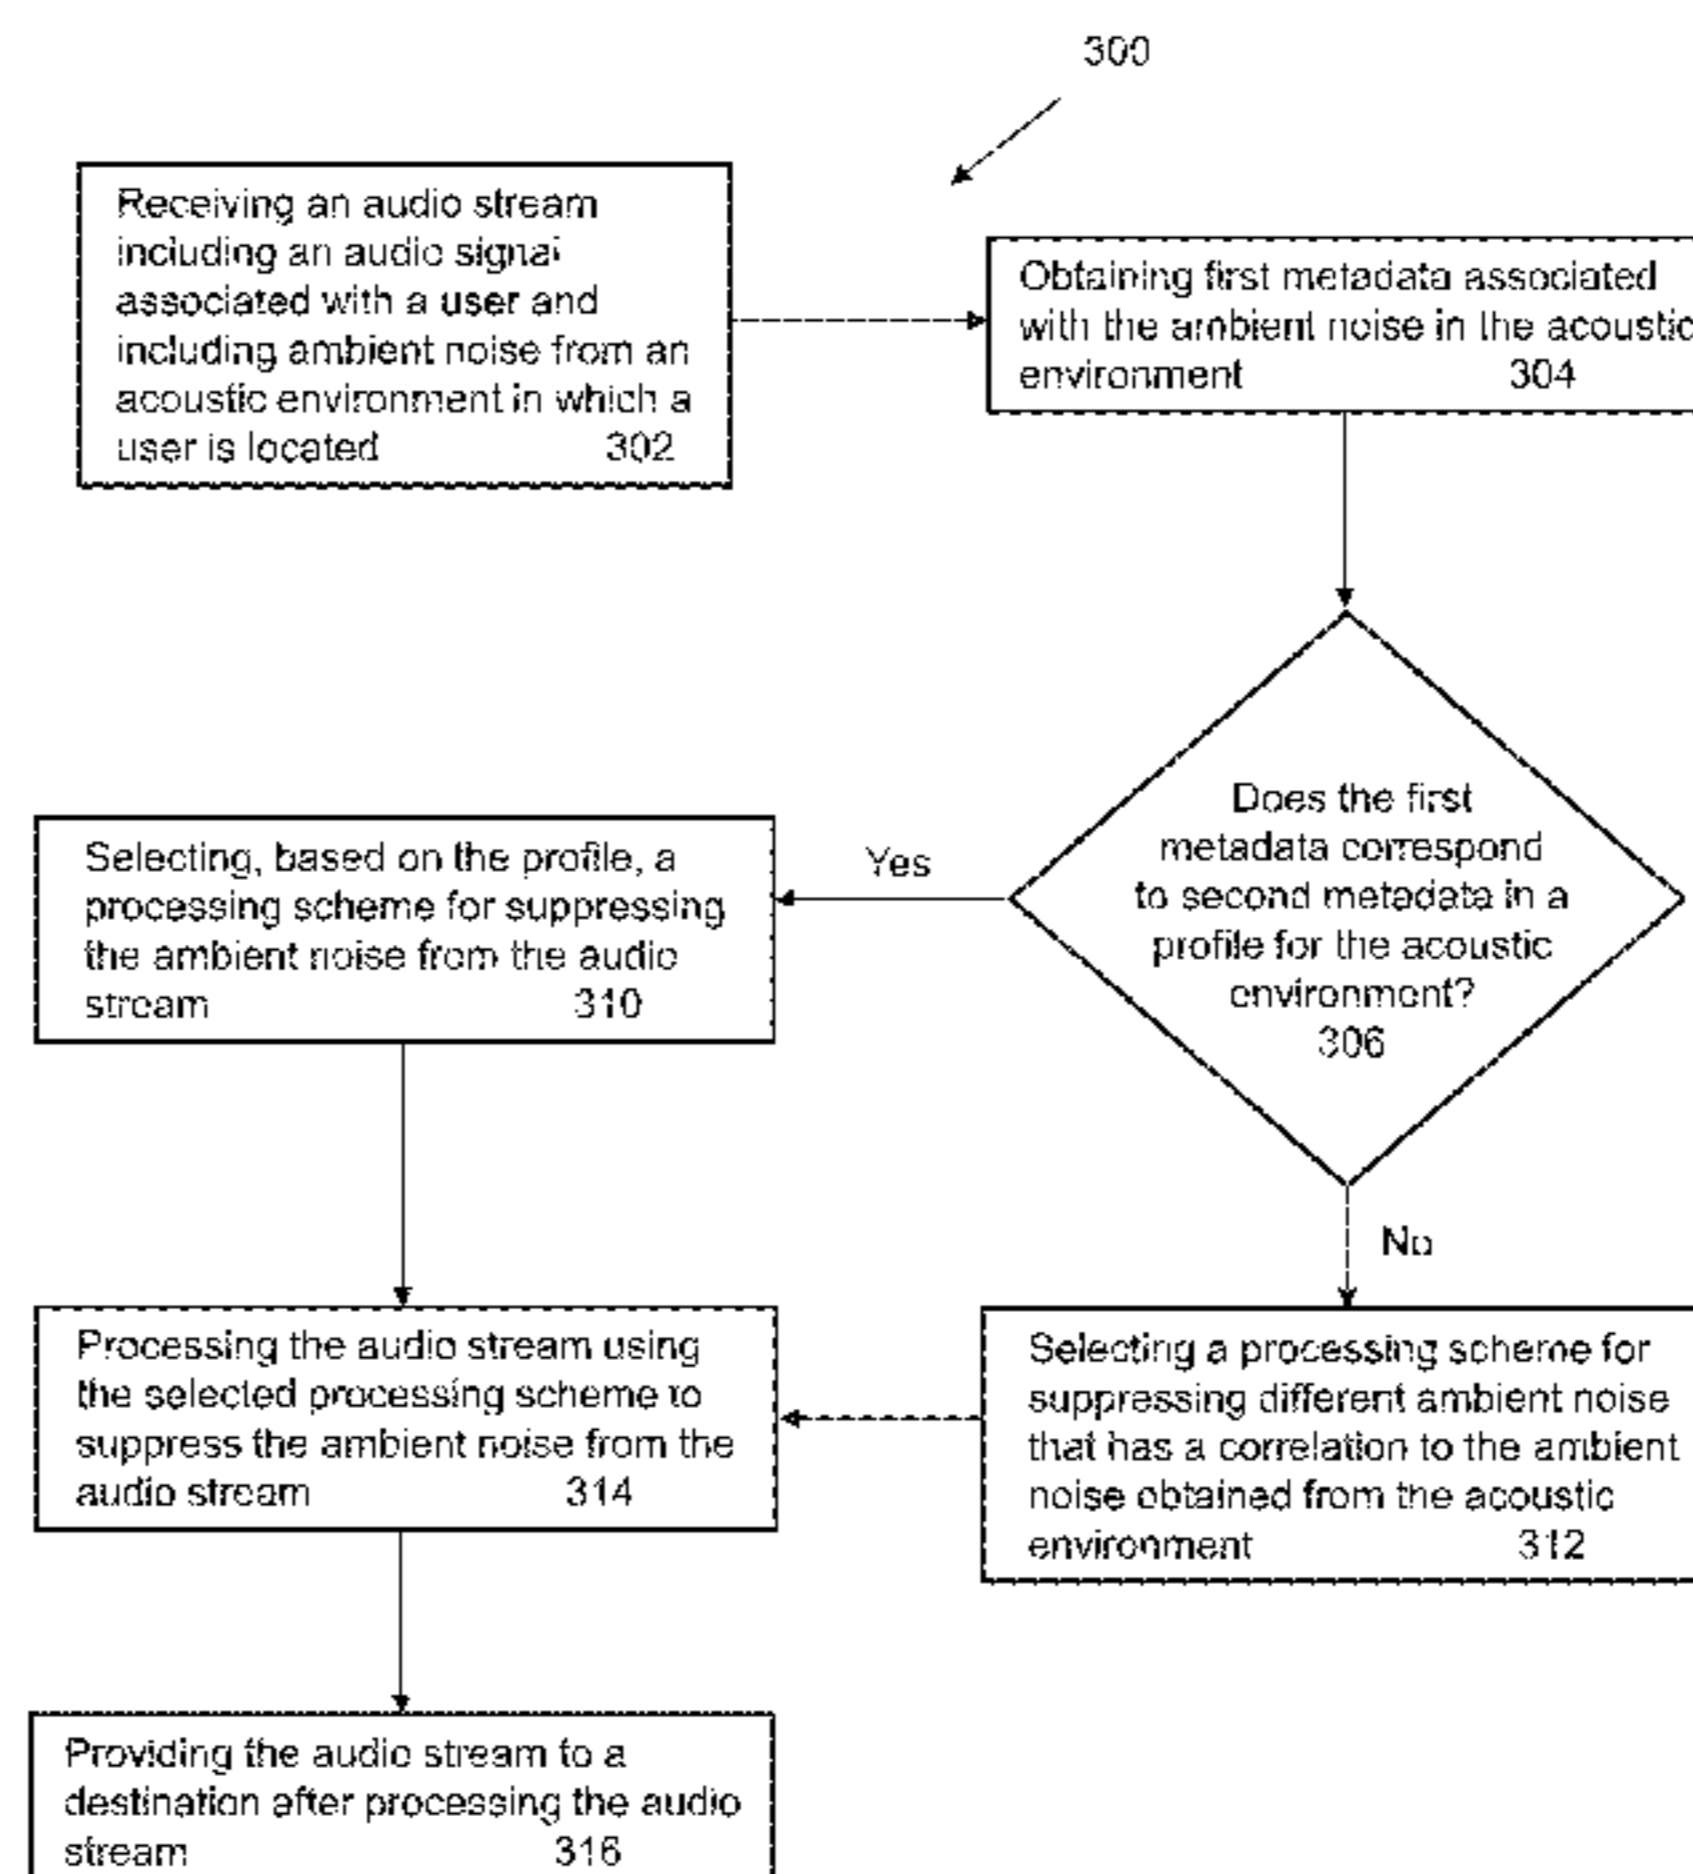 300
Receiving an audio stream
including an audio signal
associated with a user and
including ambient noise from an
acoustic environment in which a
user is located 302
Obtaining first metadata associated
with the ambient noise in the acoustic
environment 304
Does the first
metadata correspond
to second metadata in a
profile for the acoustic
environment?
306
Yes
Selecting, based on the profile, a
processing scheme for suppressing
the ambient noise from the audio
stream 310
No
Selecting a processing scheme for
suppressing different ambient noise
that has a correlation to the ambient
noise obtained from the acoustic
environment 312
Processing the audio stream using
the selected processing scheme to
suppress the ambient noise from the
audio stream 314
Providing the audio stream to a
destination after processing the audio
stream 316